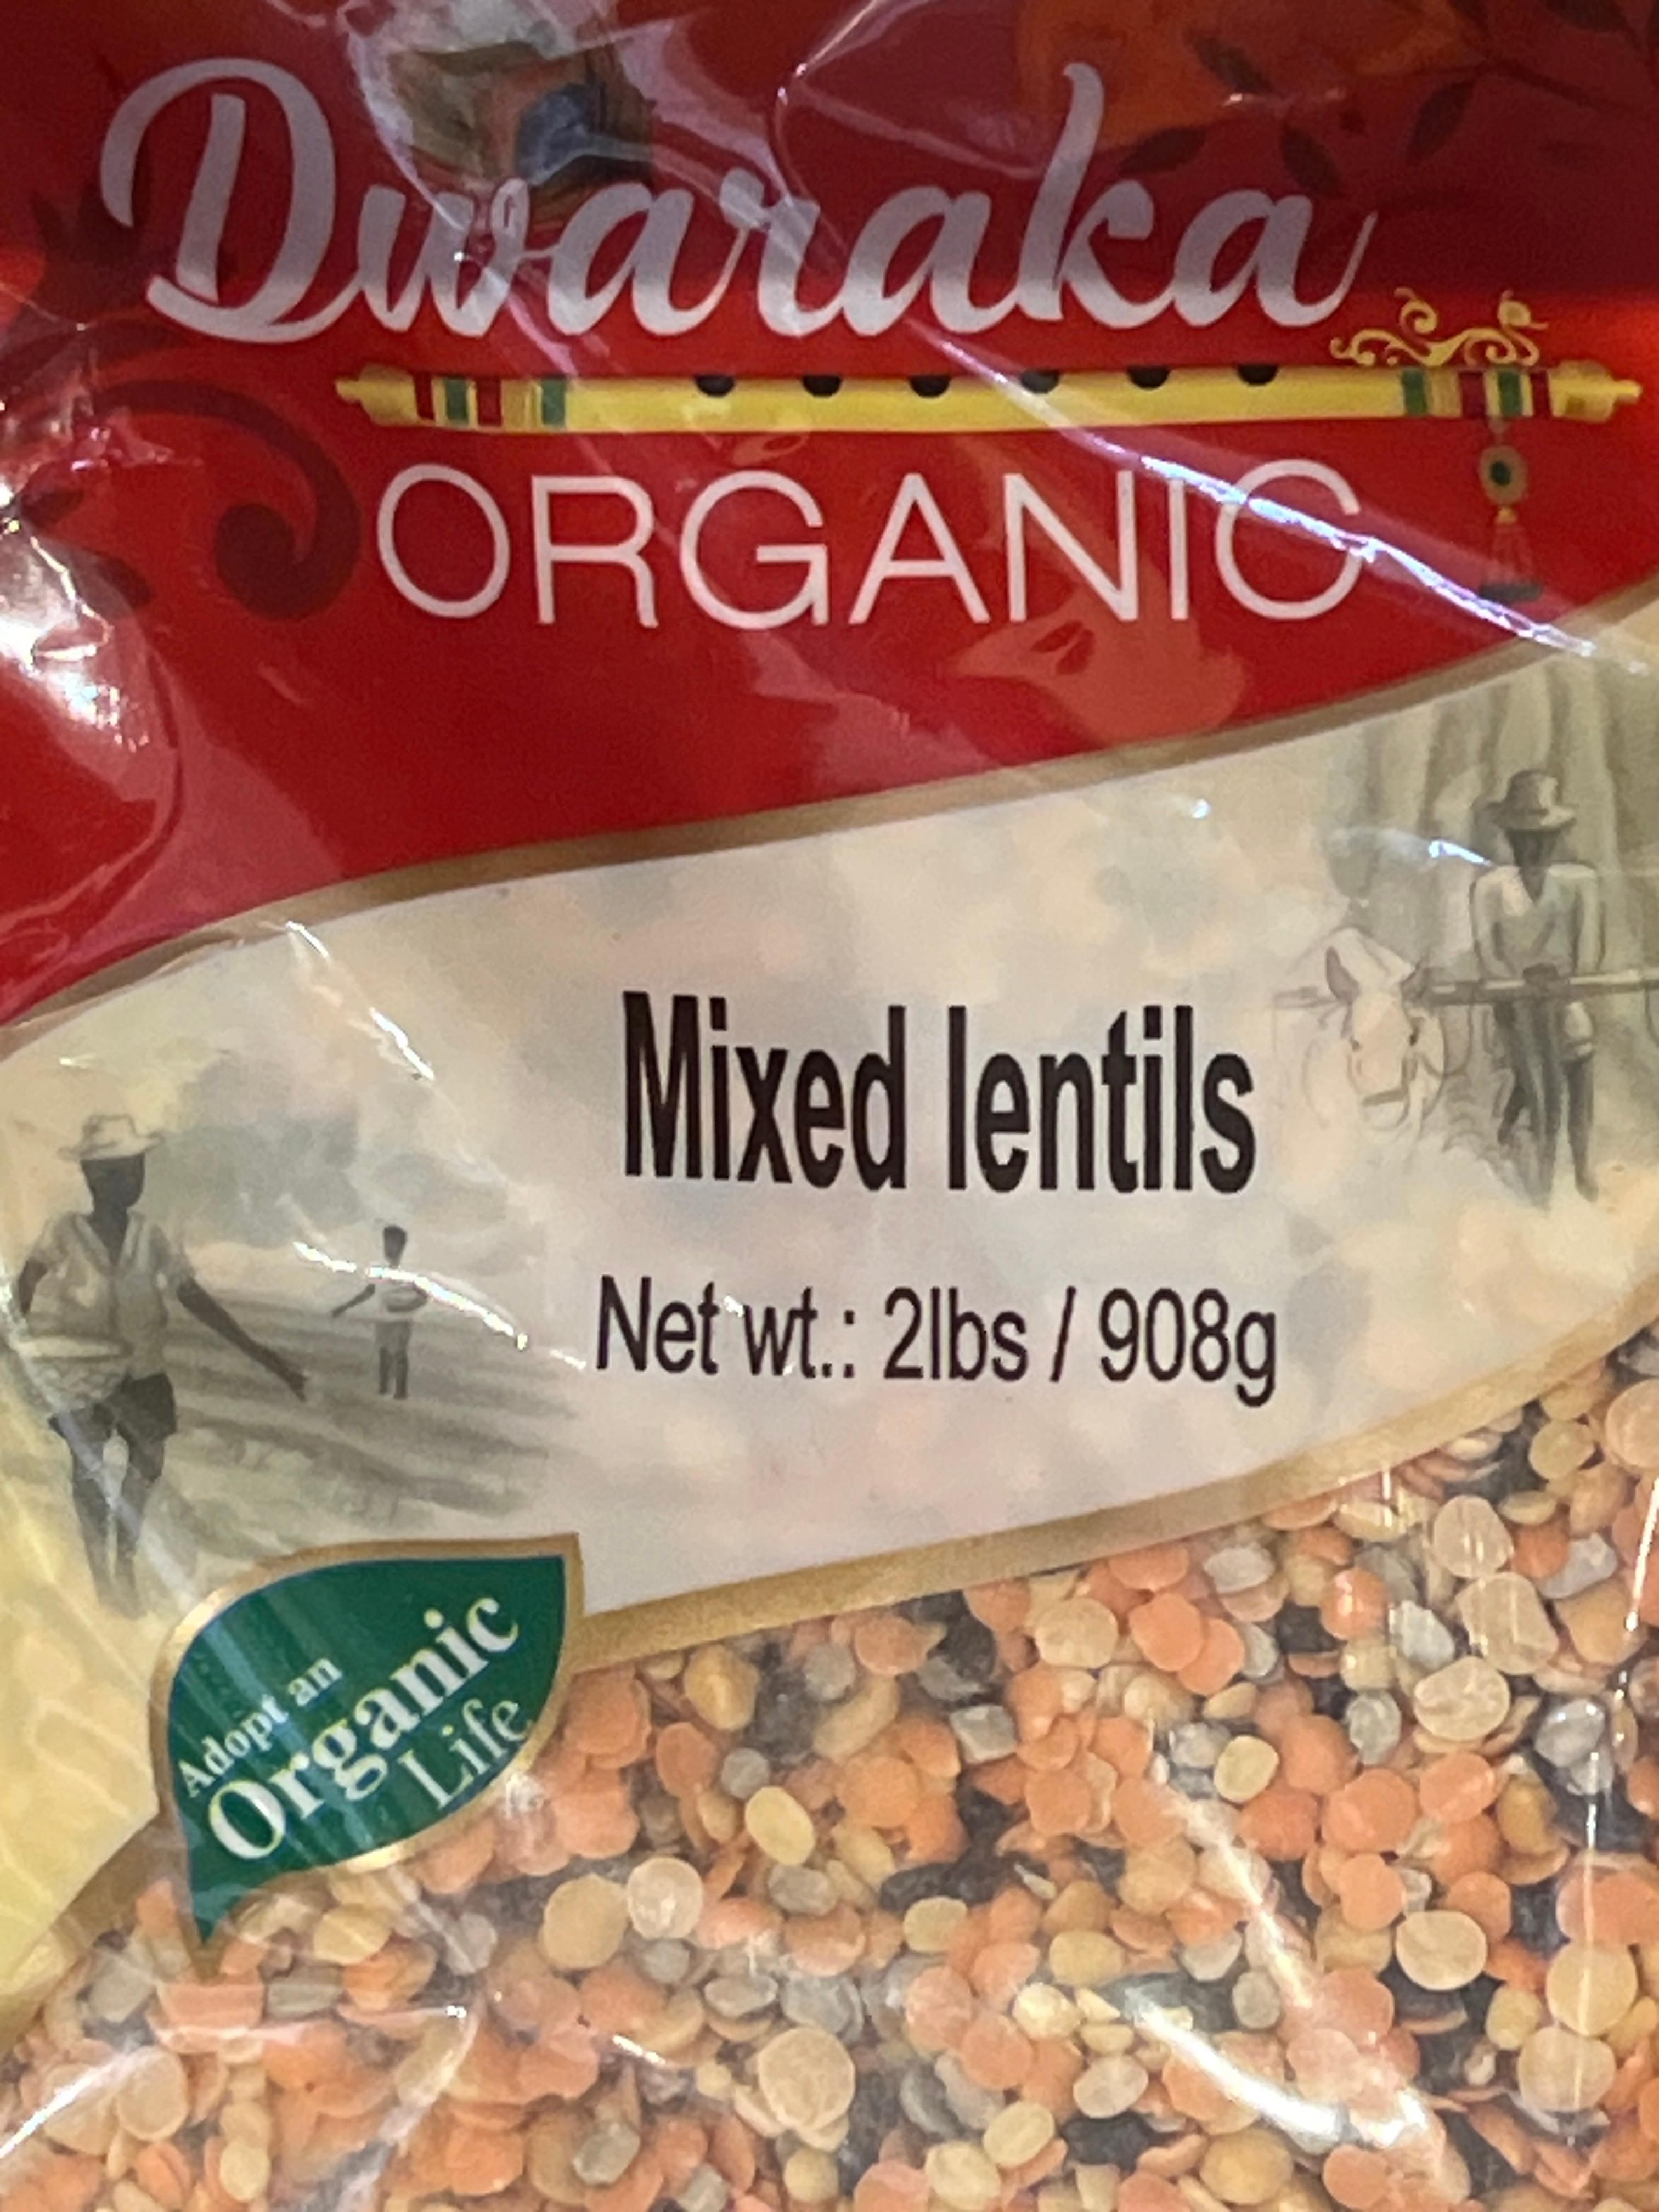 Dwaraka
ORGANIC
Mixed lentils
Net wt.: 2lbs / 908g
Adopt an
Organic
Life